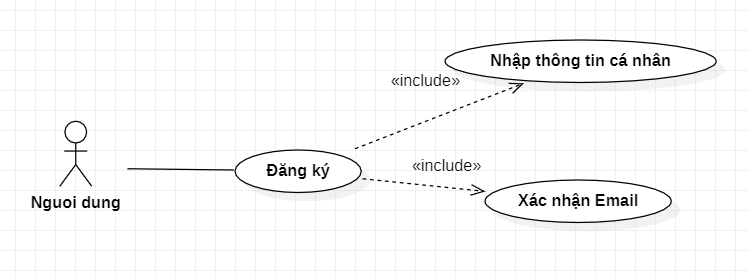 Nhập thông tin cá nhân
«include»
Đăng ký
«include»
Nguoi dung
Xác nhận Email